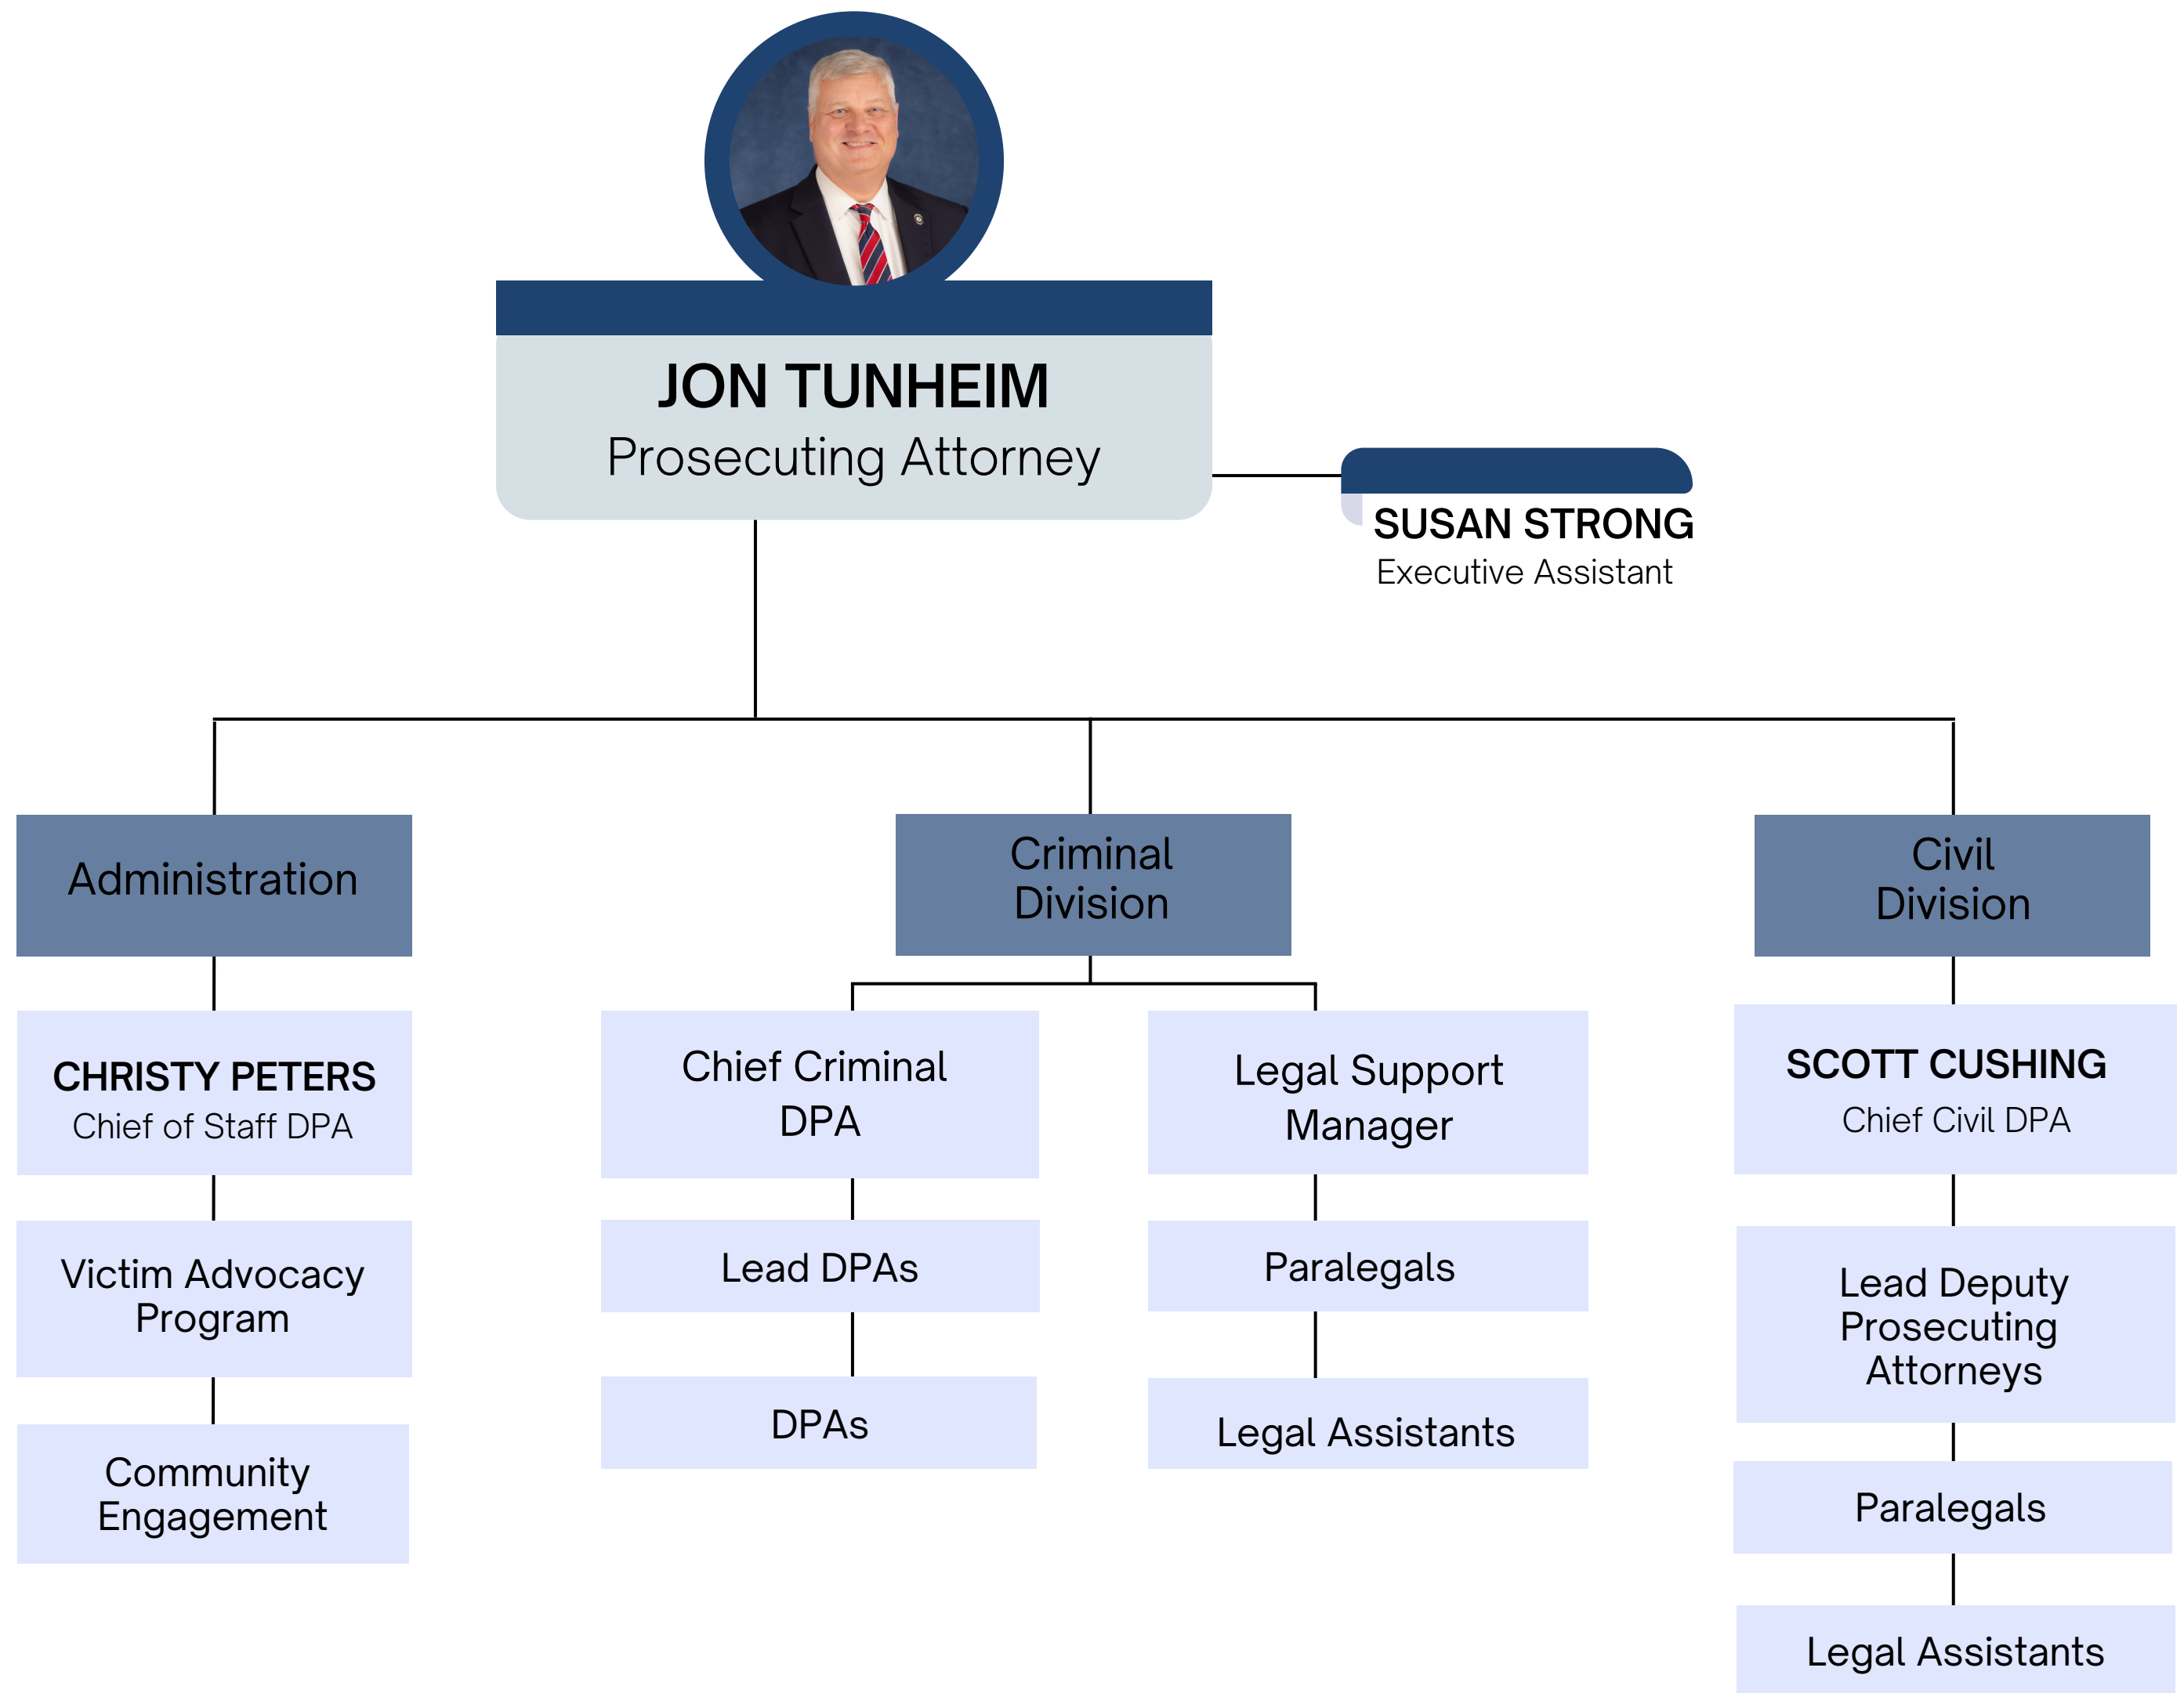 JON TUNHEIM
Prosecuting Attorney
SUSAN STRONG
Executive Assistant
Administration
Criminal
Division
Civil
Division
CHRISTY PETERS
Chief of Staff DPA
Victim Advocacy
Program
Community
Engagement
Chief Criminal
DPA
Lead DPAs
DPAs
Legal Support
Manager
Paralegals
Legal Assistants
SCOTT CUSHING
Chief Civil DPA
Lead Deputy
Prosecuting
Attorneys
Paralegals
Legal Assistants